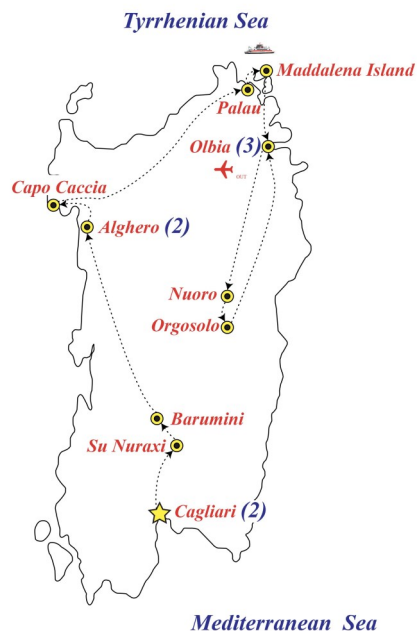 Tyrrhenian Sea
Maddalena Island
Palau
Olbia (3)
OUT
Capo Caccia
Alghero (2)
Nuoro
Orgosolo
Barumini
Su Nuraxi
Cagliari (2)
Mediterranean Sea